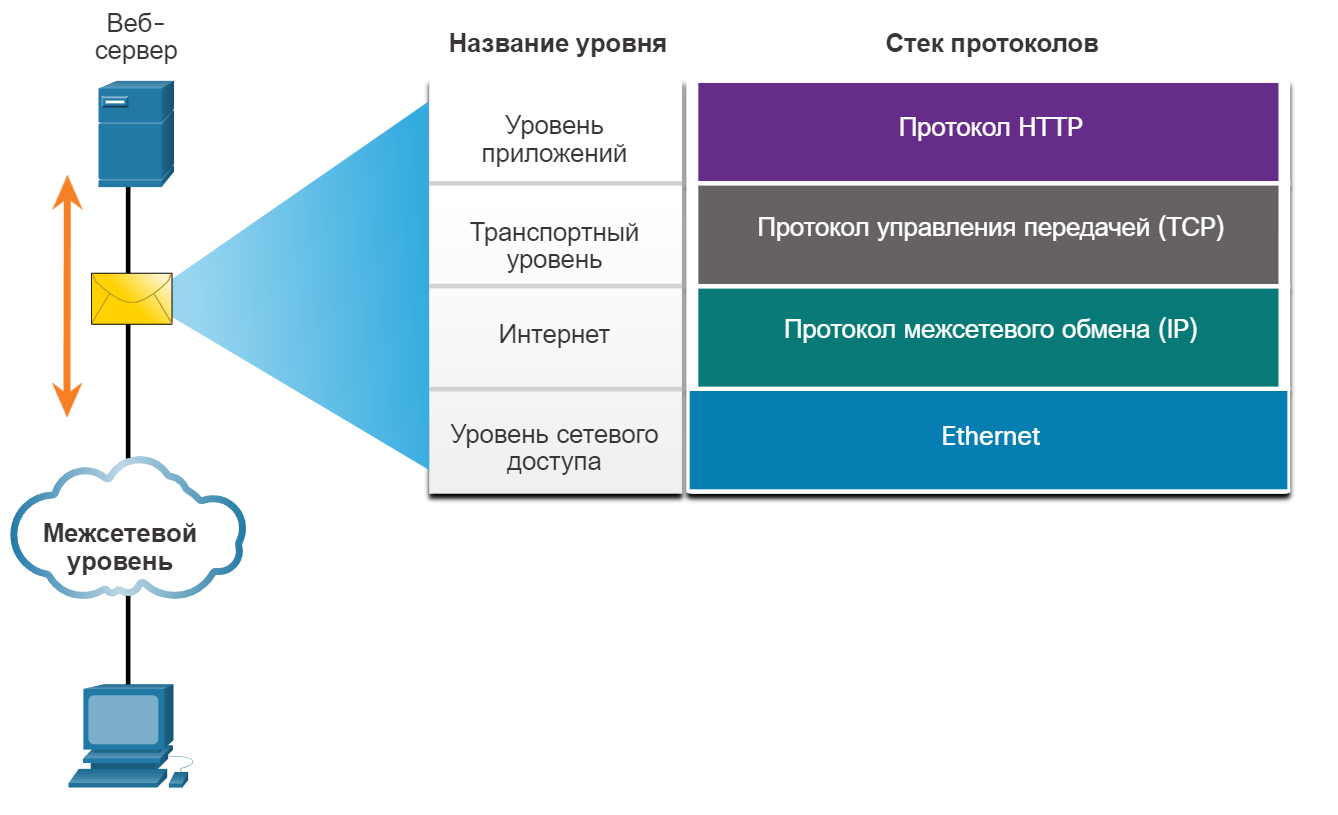 Веб-
сервер
Название уровня
Стек протоколов
Уровень
приложений
Протокол HTTP
Транспортный
уровень
Протокол управления передачей (TCP)
Интернет
Протокол межсетевого обмена (IP)
Уровень сетевого
доступа
Ethernet
Межсетевой
уровень